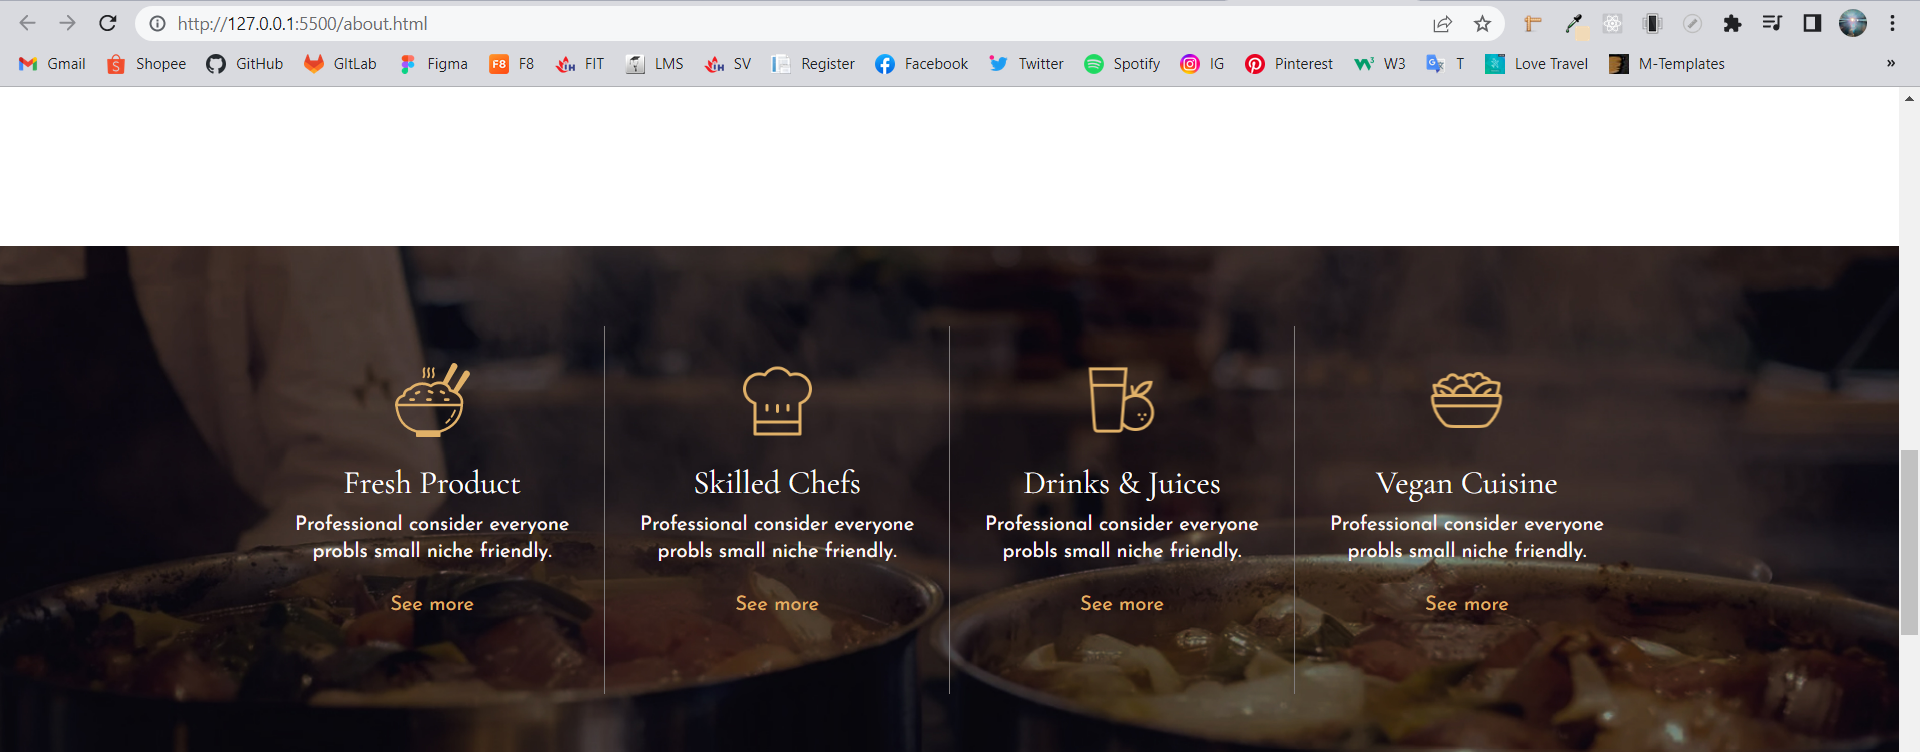 http://127.0.0.1:5500/about.html
Gmail Shopee GitHub GItLab Figma F8 F8 FIT LMS SV Register Facebook Twitter Spotify IG Pinterest W3 T Love Travel M-Templates »
Fresh Product
Professional consider everyone
probls small niche friendly.
See more
Skilled Chefs
Professional consider everyone
probls small niche friendly.
See more
Drinks & Juices
Professional consider everyone
probls small niche friendly.
See more
Vegan Cuisine
Professional consider everyone
probls small niche friendly.
See more